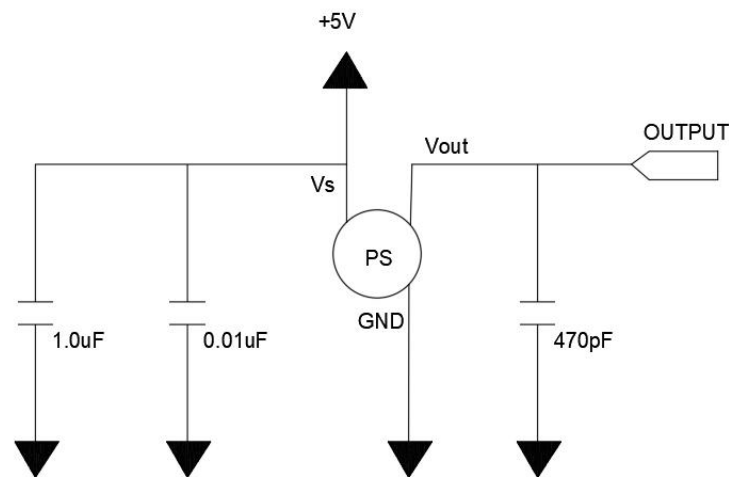 +5V
OUTPUT
Vout
Vs
PS
GND
1.0uF
0.01uF
470pF